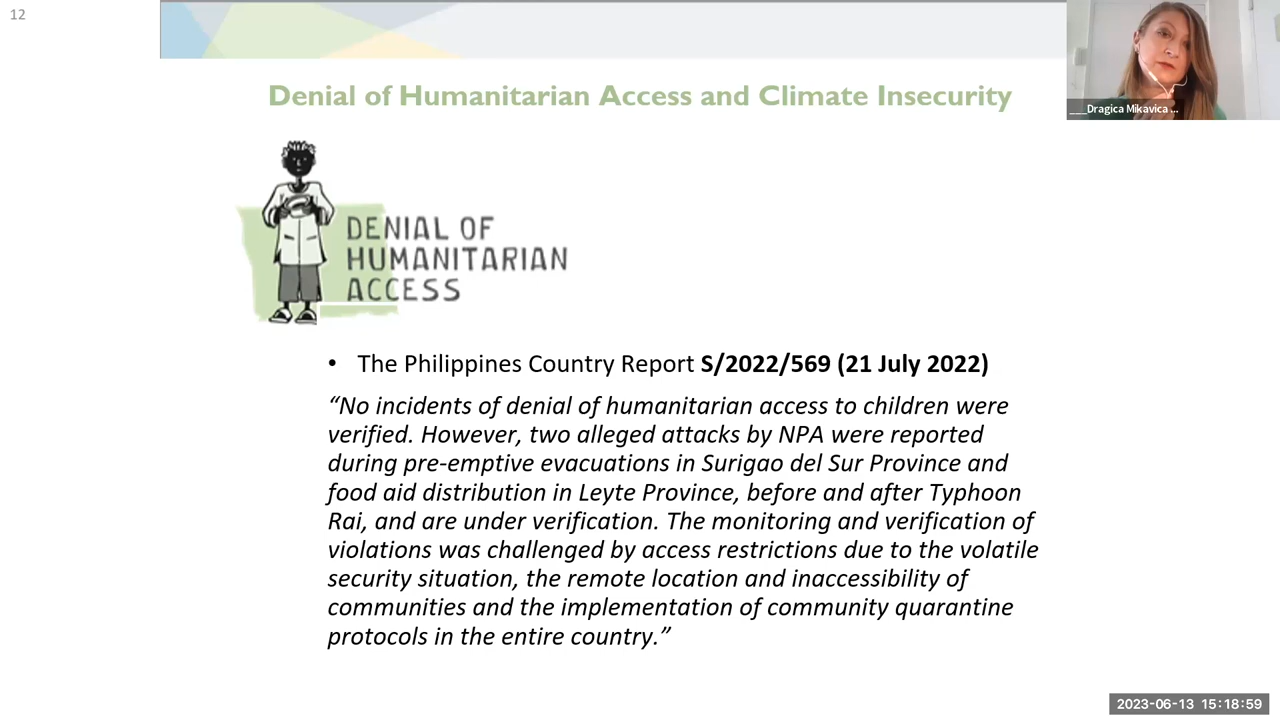 12
___Dragica Mikavica ...
Denial of Humanitarian Access and Climate Insecurity
DENIAL OF
HUMANITARIAN
ACCESS
• The Philippines Country Report S/2022/569 (21 July 2022)
“No incidents of denial of humanitarian access to children were
verified. However, two alleged attacks by NPA were reported
during pre-emptive evacuations in Surigao del Sur Province and
food aid distribution in Leyte Province, before and after Typhoon
Rai, and are under verification. The monitoring and verification of
violations was challenged by access restrictions due to the volatile
security situation, the remote location and inaccessibility of
communities and the implementation of community quarantine
protocols in the entire country.”
2023-06-13 15:18:59